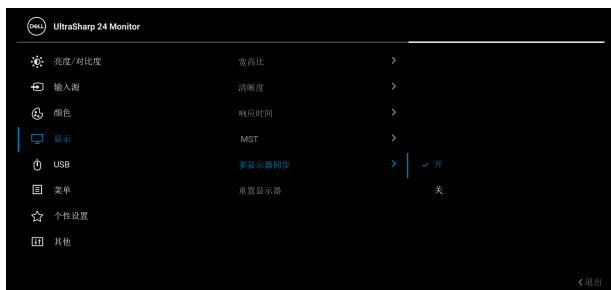 DELL UltraSharp 24 Monitor
亮度/对比度 宽高比
输入源 清晰度
颜色 响应时间
显示 MST
USB 多显示器同步 开
菜单 重置显示器 关
个性设置
其他
退出